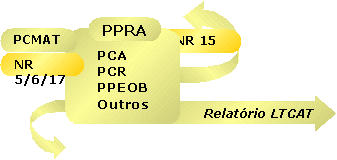 PPRA
PCMAT
NR 15
NR
5/6/17
PCA
PCR
PPEOB
Outros
Relatório LTCAT